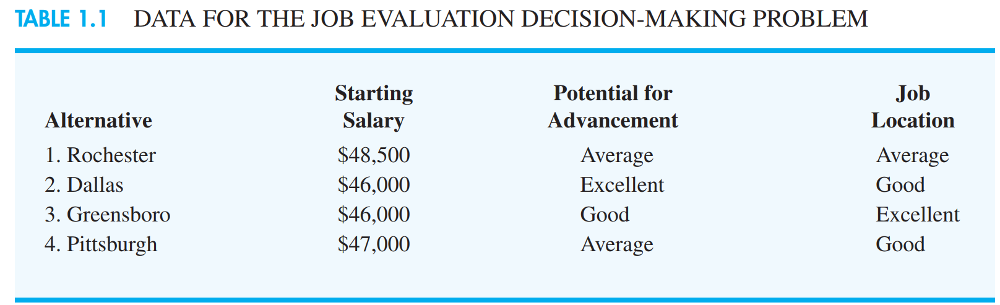 TABLE 1.1 DATA FOR THE JOB EVALUATION DECISION-MAKING PROBLEM
Starting Potential for Job
Alternative Salary Advancement Location
1. Rochester $48,500 Average Average
2. Dallas $46,000 Excellent Good
3. Greensboro $46,000 Good Excellent
4. Pittsburgh $47,000 Average Good